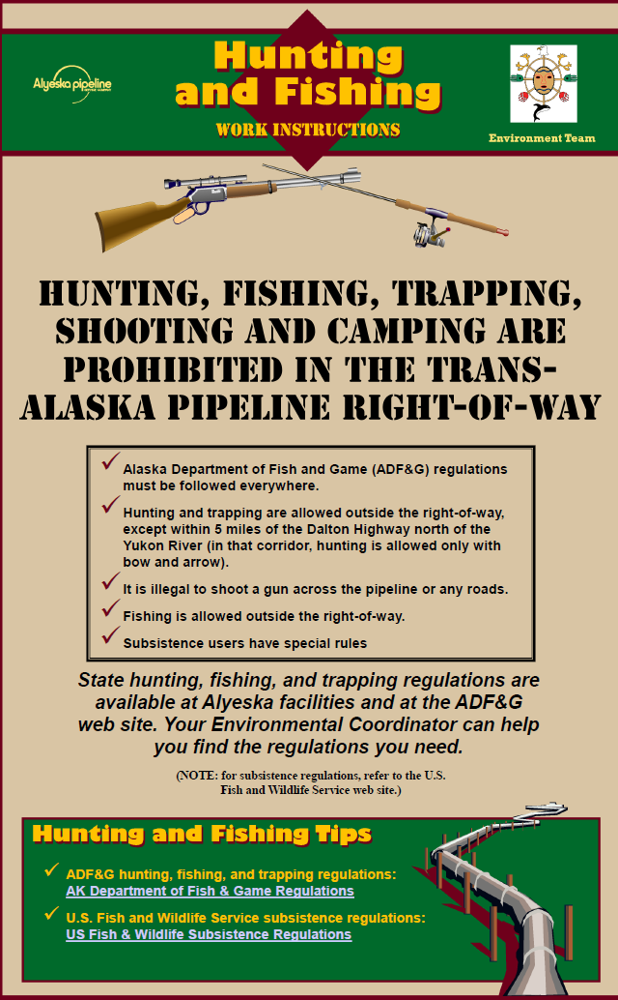 Alyeska pipeline
SERVICE COMPANY
Hunting
and Fishing
WORK INSTRUCTIONS
Environment Team
HUNTING, FISHING, TRAPPING,
SHOOTING AND CAMPING ARE
PROHIBITED IN THE TRANS-
ALASKA PIPELINE RIGHT-OF-WAY
Alaska Department of Fish and Game (ADF&G) regulations
must be followed everywhere.
Hunting and trapping are allowed outside the right-of-way,
except within 5 miles of the Dalton Highway north of the
Yukon River (in that corridor, hunting is allowed only with
bow and arrow).
It is illegal to shoot a gun across the pipeline or any roads.
Fishing is allowed outside the right-of-way.
Subsistence users have special rules
State hunting, fishing, and trapping regulations are
available at Alyeska facilities and at the ADF&G
web site. Your Environmental Coordinator can help
you find the regulations you need.
(NOTE: for subsistence regulations, refer to the U.S.
Fish and Wildlife Service web site.)
Hunting and Fishing Tips
ADF&G hunting, fishing, and trapping regulations:
AK Department of Fish & Game Regulations
U.S. Fish and Wildlife Service subsistence regulations:
US Fish & Wildlife Subsistence Regulations